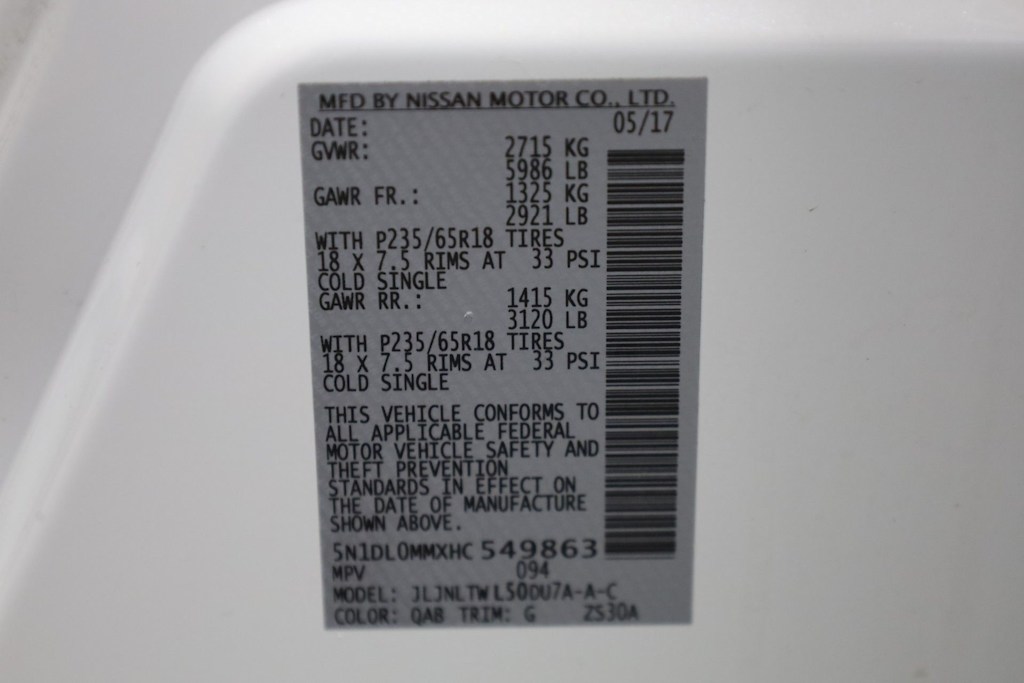 MFD BY NISSAN MOTOR CO., LTD.
DATE: 05/17
GVWR: 2715 KG
5986 LB
GAWR FR.: 1325 KG
2921 LB
WITH P235/65R18 TIRES
18 X 7.5 RIMS AT 33 PSI
COLD SINGLE
GAWR RR.: 1415 KG
3120 LB
WITH P235/65R18 TIRES
18 X 7.5 RIMS AT 33 PSI
COLD SINGLE
THIS VEHICLE CONFORMS TO
ALL APPLICABLE FEDERAL
MOTOR VEHICLE SAFETY AND
THEFT PREVENTION
STANDARDS IN EFFECT ON
THE DATE OF MANUFACTURE
SHOWN ABOVE.
5N1DL0MMXHC 549863
MPV 094
MODEL: JLJNLTWL50DU7A-A-C
COLOR: QAB TRIM: G ZS30A